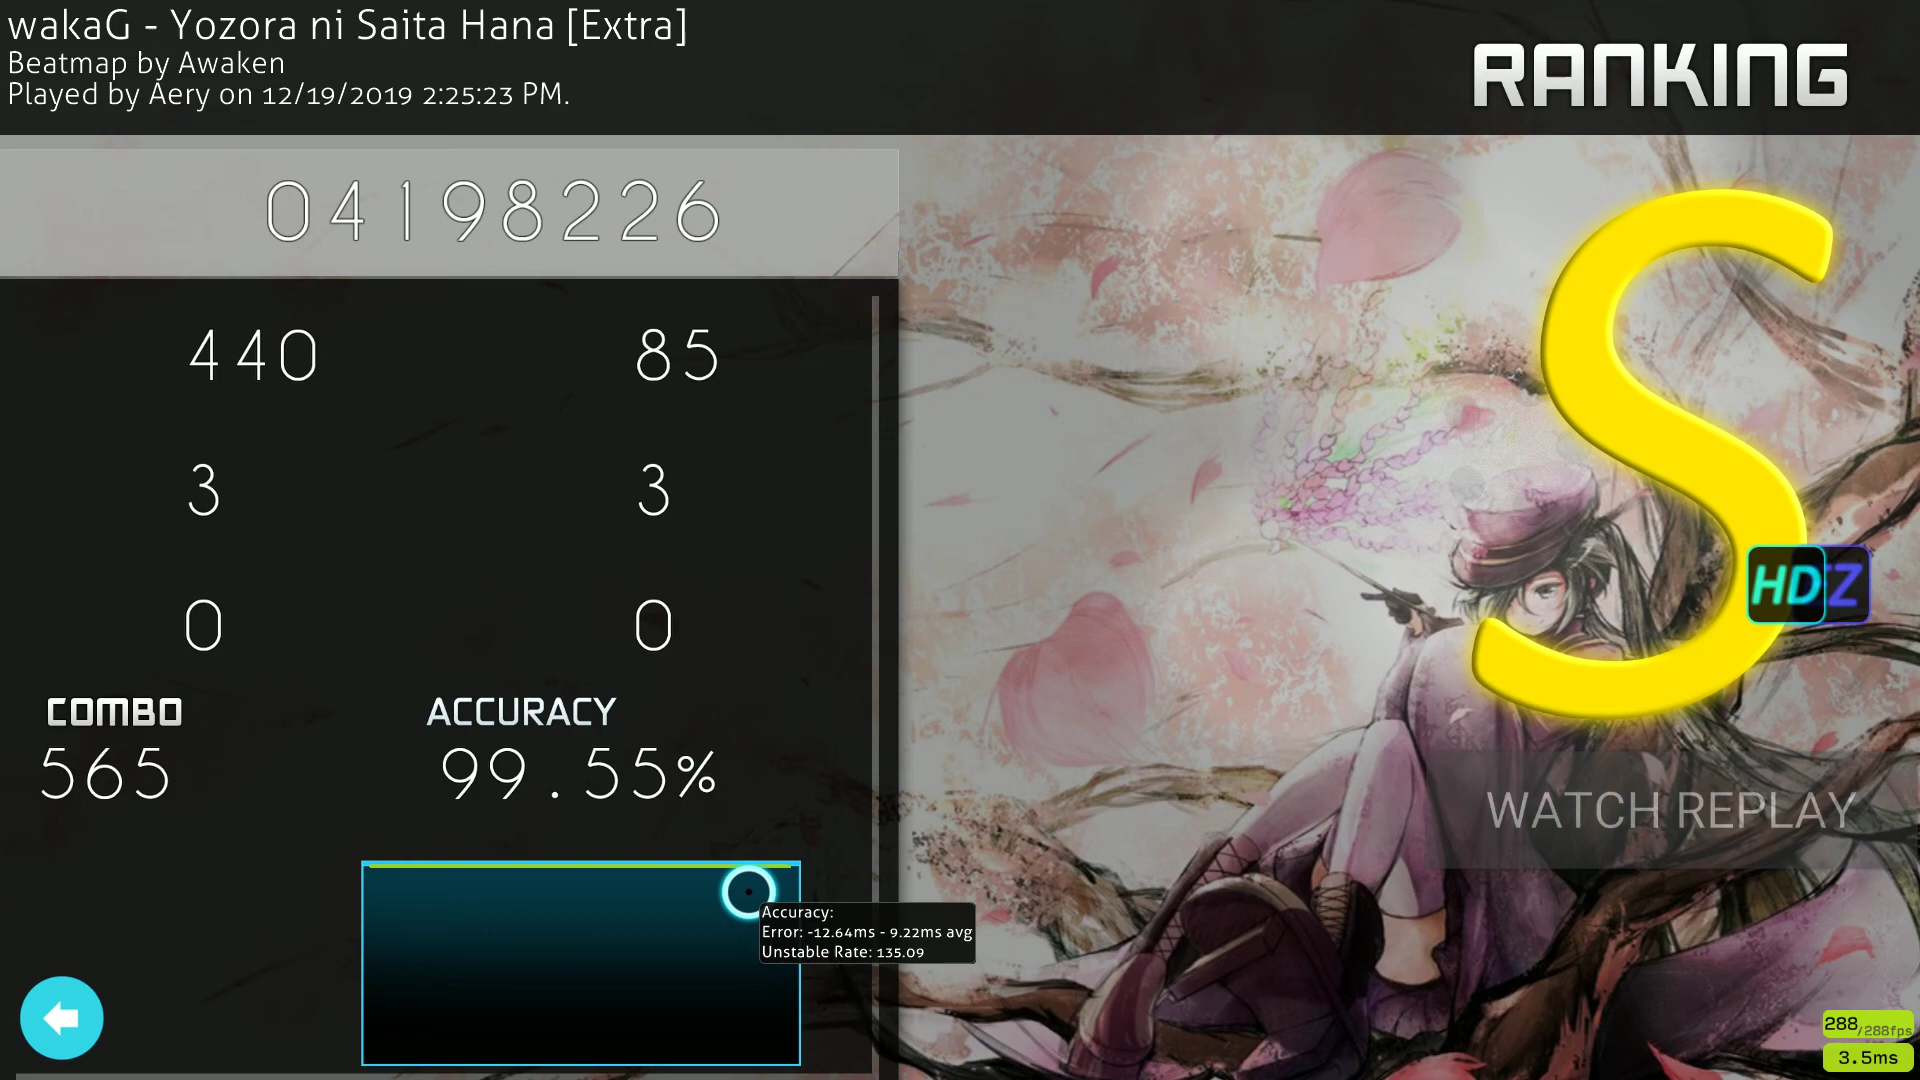 wakaG - Yozora ni Saita Hana [Extra]
Beatmap by Awaken
Played by Aery on 12/19/2019 2:25:23 PM.
RANKING
04198226
440 85
3 3
0 0
S
HD Z
COMBO ACCURACY
565 99.55%
WATCH REPLAY
Accuracy:
Error: -12.64ms - 9.22ms avg
Unstable Rate: 135.09
288/288fps
3.5ms